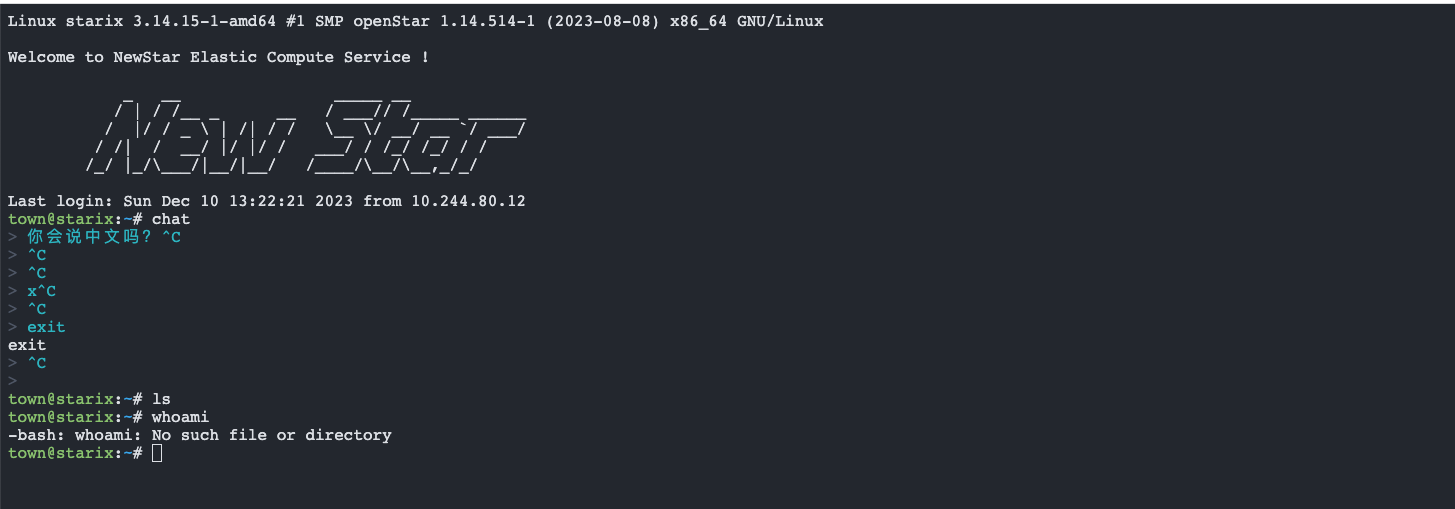 Linux starix 3.14.15-1-amd64 #1 SMP openStar 1.14.514-1 (2023-08-08) x86_64 GNU/Linux
Welcome to NewStar Elastic Compute Service !
New Star
Last login: Sun Dec 10 13:22:21 2023 from 10.244.80.12
town@starix:~# chat
> 你会说中文吗? ^C
> ^C
> ^C
> x^C
> ^C
> exit
exit
> ^C
>
town@starix:~# ls
town@starix:~# whoami
-bash: whoami: No such file or directory
town@starix:~#